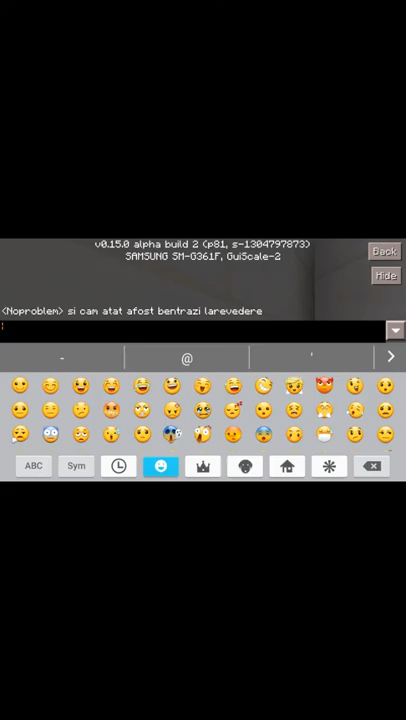 v0.15.0 alpha build 2 (p81, s-1304797873)
SAMSUNG SM-G361F, GuiScale-2
Back
Hide
<Noproblem> si cam atat afost bentrazi larevedere
- @ '
ABC Sym